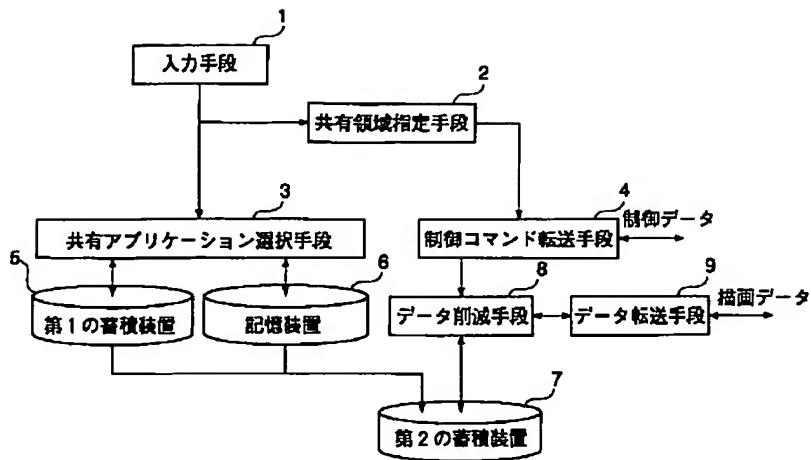 1
入力手段
2
共有領域指定手段
3
共有アプリケーション選択手段
4
制御コマンド転送手段
制御データ
5
第1の蓄積装置
6
記憶装置
8
データ削減手段
9
データ転送手段
描画データ
7
第2の蓄積装置